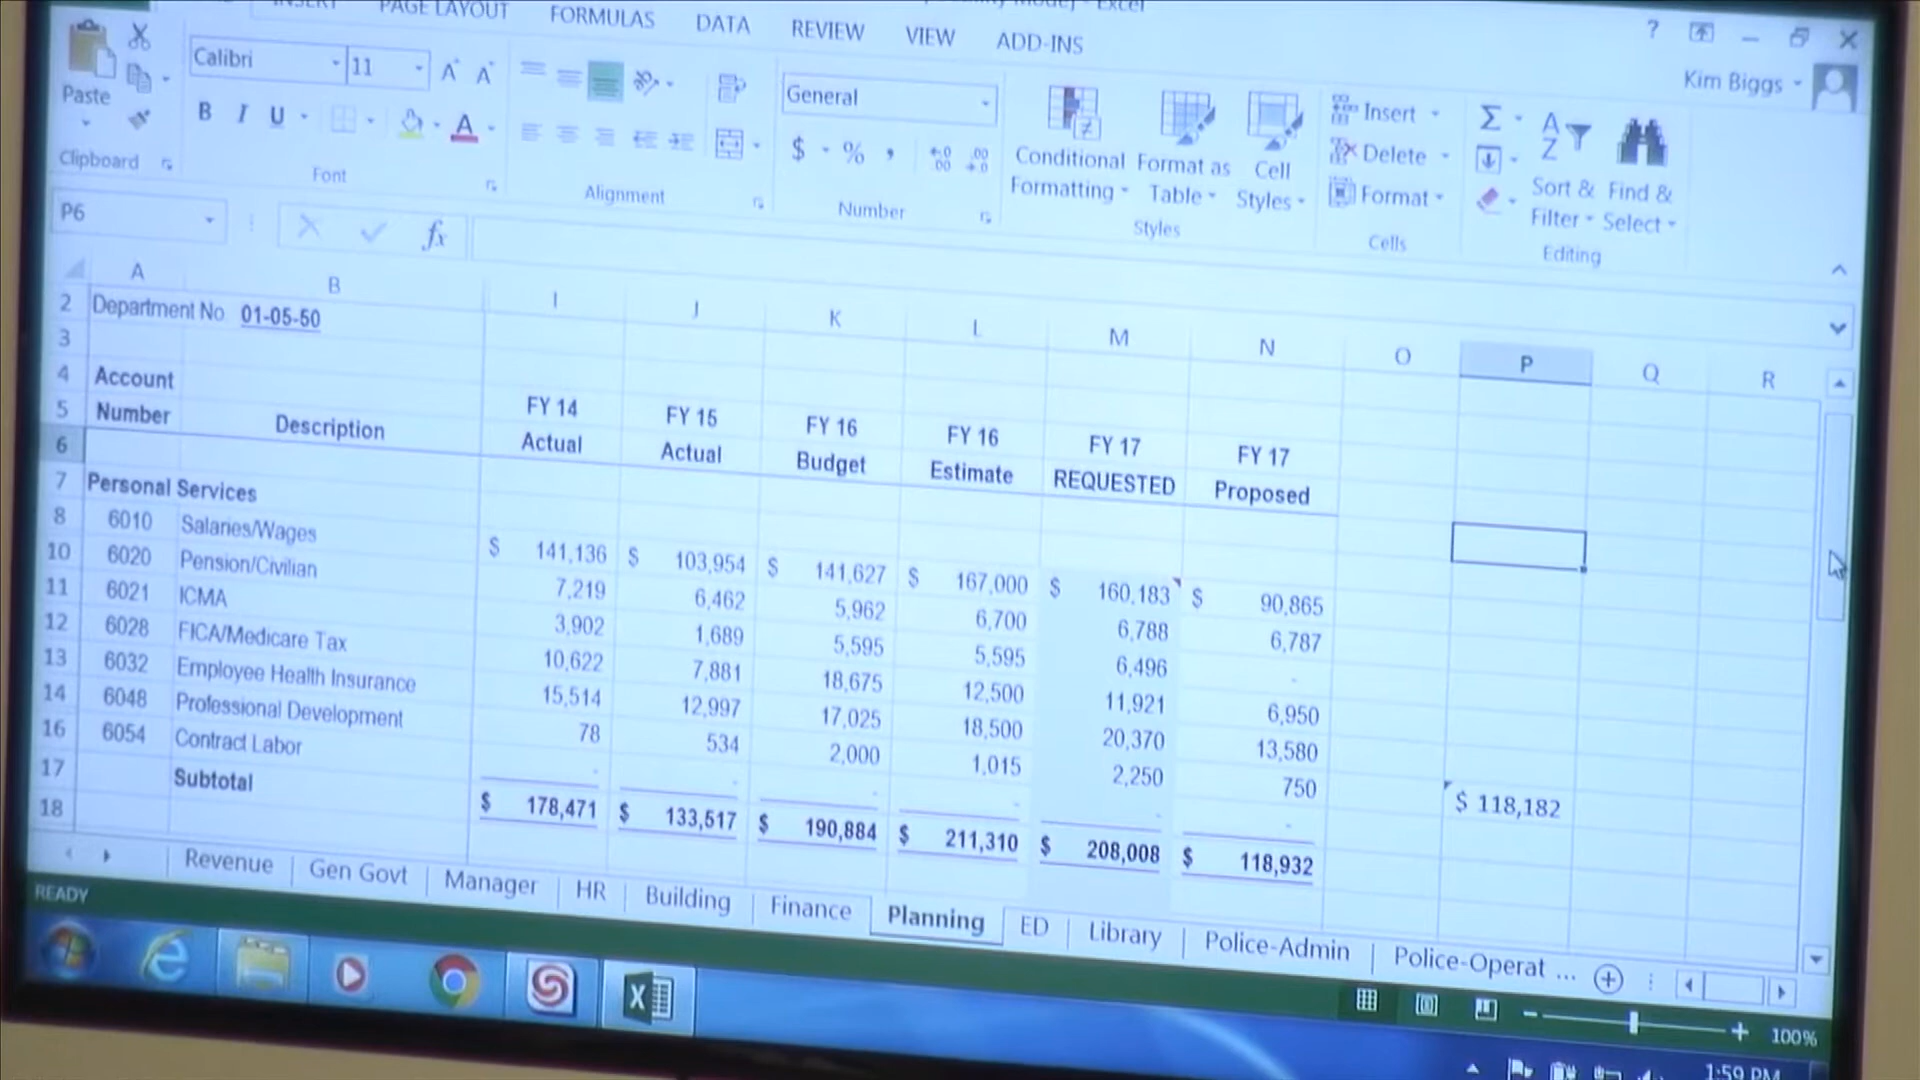 PAGE LAYOUT FORMULAS DATA REVIEW VIEW ADD-INS
Excel
? Kim Biggs
Paste Calibri 11 General
B I U A $ % ,
Conditional Formatting Format as Table Cell Styles
Insert
Delete
Format
Sort & Filter Find & Select
Clipboard Font Alignment Number Styles Cells Editing
P6 fx
A B I J K L M N O P Q R
2 Department No 01-05-50
3
4 Account
5 Number Description FY 14 FY 15 FY 16 FY 16 FY 17 FY 17
6 Actual Actual Budget Estimate REQUESTED Proposed
7 Personal Services
8 6010 Salaries/Wages $ 141,136 $ 103,954 $ 141,627 $ 167,000 $ 160,183 $ 90,865
10 6020 Pension/Civilian 7,219 6,462 5,962 6,700 6,788 6,787
11 6021 ICMA 3,902 1,689 5,595 5,595 6,496 -
12 6028 FICA/Medicare Tax 10,622 7,881 18,675 12,500 11,921 6,950
13 6032 Employee Health Insurance 15,514 12,997 17,025 18,500 20,370 13,580
14 6048 Professional Development 78 534 2,000 1,015 2,250 750
16 6054 Contract Labor - - - - - -
17 Subtotal $ 178,471 $ 133,517 $ 190,884 $ 211,310 $ 208,008 $ 118,932
18
$ 118,182
Revenue Gen Govt Manager HR Building Finance Planning ED Library Police-Admin Police-Operat ...
READY
100%
1:59 PM